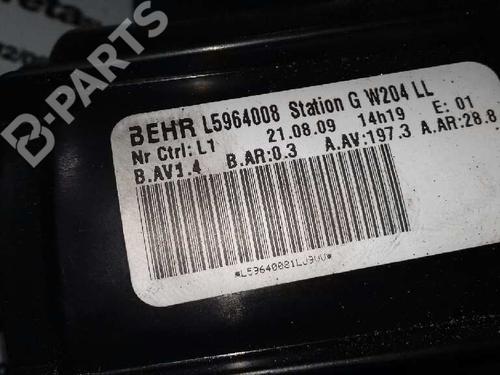 B-PARTS
BEHR L5964008 Station G W204 LL
Nr Ctrl: L1 21.08.09 14h19 E: 01
B.AV1.4 B.AR:0.3 A.AV:197.3 A.AR:28.8